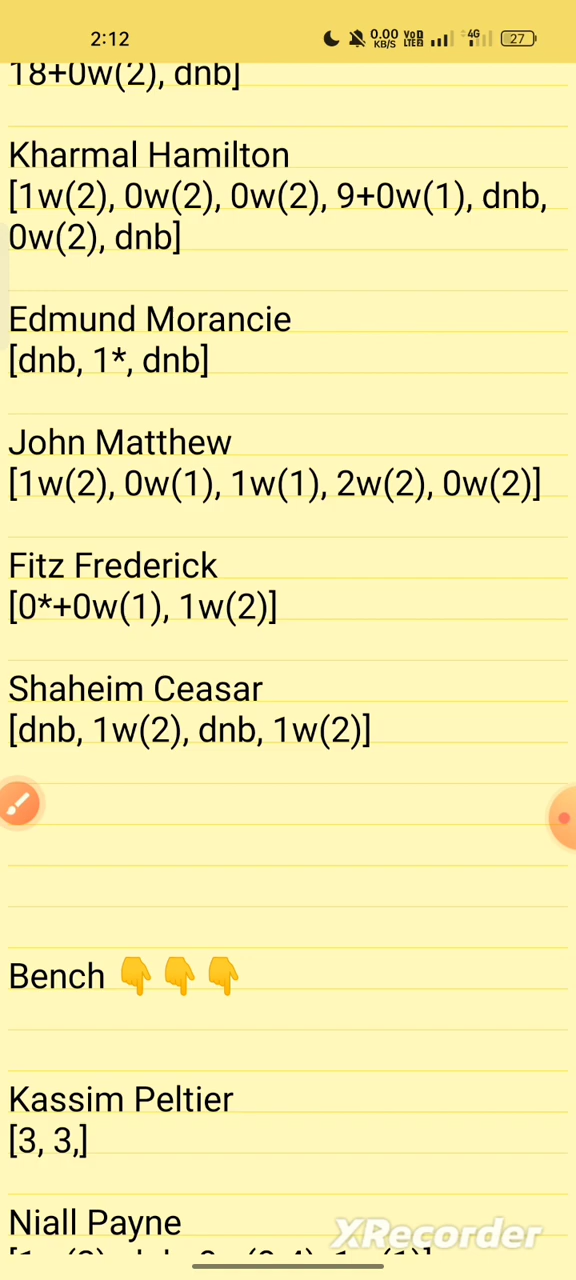 2:12
0.00 KB/S VoD LTE2 4G 27
18+0w(2), dnb]
Kharmal Hamilton
[1w(2), 0w(2), 0w(2), 9+0w(1), dnb,
0w(2), dnb]
Edmund Morancie
[dnb, 1*, dnb]
John Matthew
[1w(2), 0w(1), 1w(1), 2w(2), 0w(2)]
Fitz Frederick
[0*+0w(1), 1w(2)]
Shaheim Ceasar
[dnb, 1w(2), dnb, 1w(2)]
Bench 👇👇👇
Kassim Peltier
[3, 3,]
Niall Payne
XRecorder